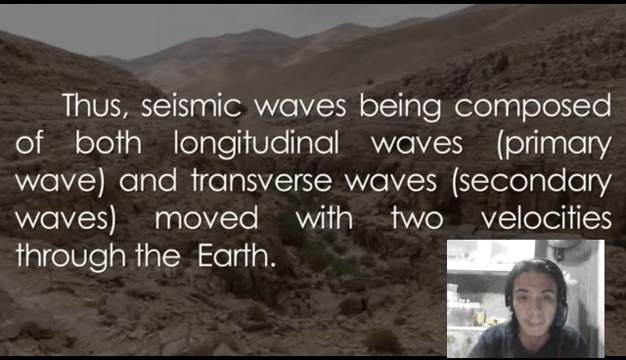 Thus, seismic waves being composed
of both longitudinal waves (primary
wave) and transverse waves (secondary
waves) moved with two velocities
through the Earth.